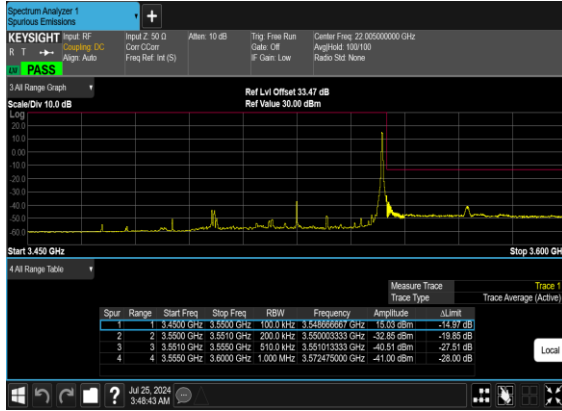 Spectrum Analyzer 1
Spurious Emissions
KEYSIGHT Input: RF Input Z: 50 Ω Atten: 10 dB Trig: Free Run Center Freq: 22.005000000 GHz
R T Coupling: DC Corr CCorr Gate: Off Avg|Hold: 100/100
Align: Auto Freq Ref: Int (S) IF Gain: Low Radio Std: None
PASS
3 All Range Graph
Ref Lvl Offset 33.47 dB
Scale/Div 10.0 dB Ref Value 30.00 dBm
Log
20.0
10.0
0.00
-10.0
-20.0
-30.0
-40.0
-50.0
-60.0
Start 3.450 GHz Stop 3.600 GHz
4 All Range Table
Measure Trace Trace 1
Trace Type Trace Average (Active)
Spur Range Start Freq Stop Freq RBW Frequency Amplitude ΔLimit
1 1 3.4500 GHz 3.5500 GHz 100.0 kHz 3.548666667 GHz 15.03 dBm -14.97 dB
2 2 3.5500 GHz 3.5510 GHz 200.0 kHz 3.550003333 GHz -32.85 dBm -19.85 dB
3 3 3.5510 GHz 3.5550 GHz 510.0 kHz 3.551013333 GHz -40.51 dBm -27.51 dB
4 4 3.5550 GHz 3.6000 GHz 1.000 MHz 3.572475000 GHz -41.00 dBm -28.00 dB
Local
Jul 25, 2024
3:48:43 AM